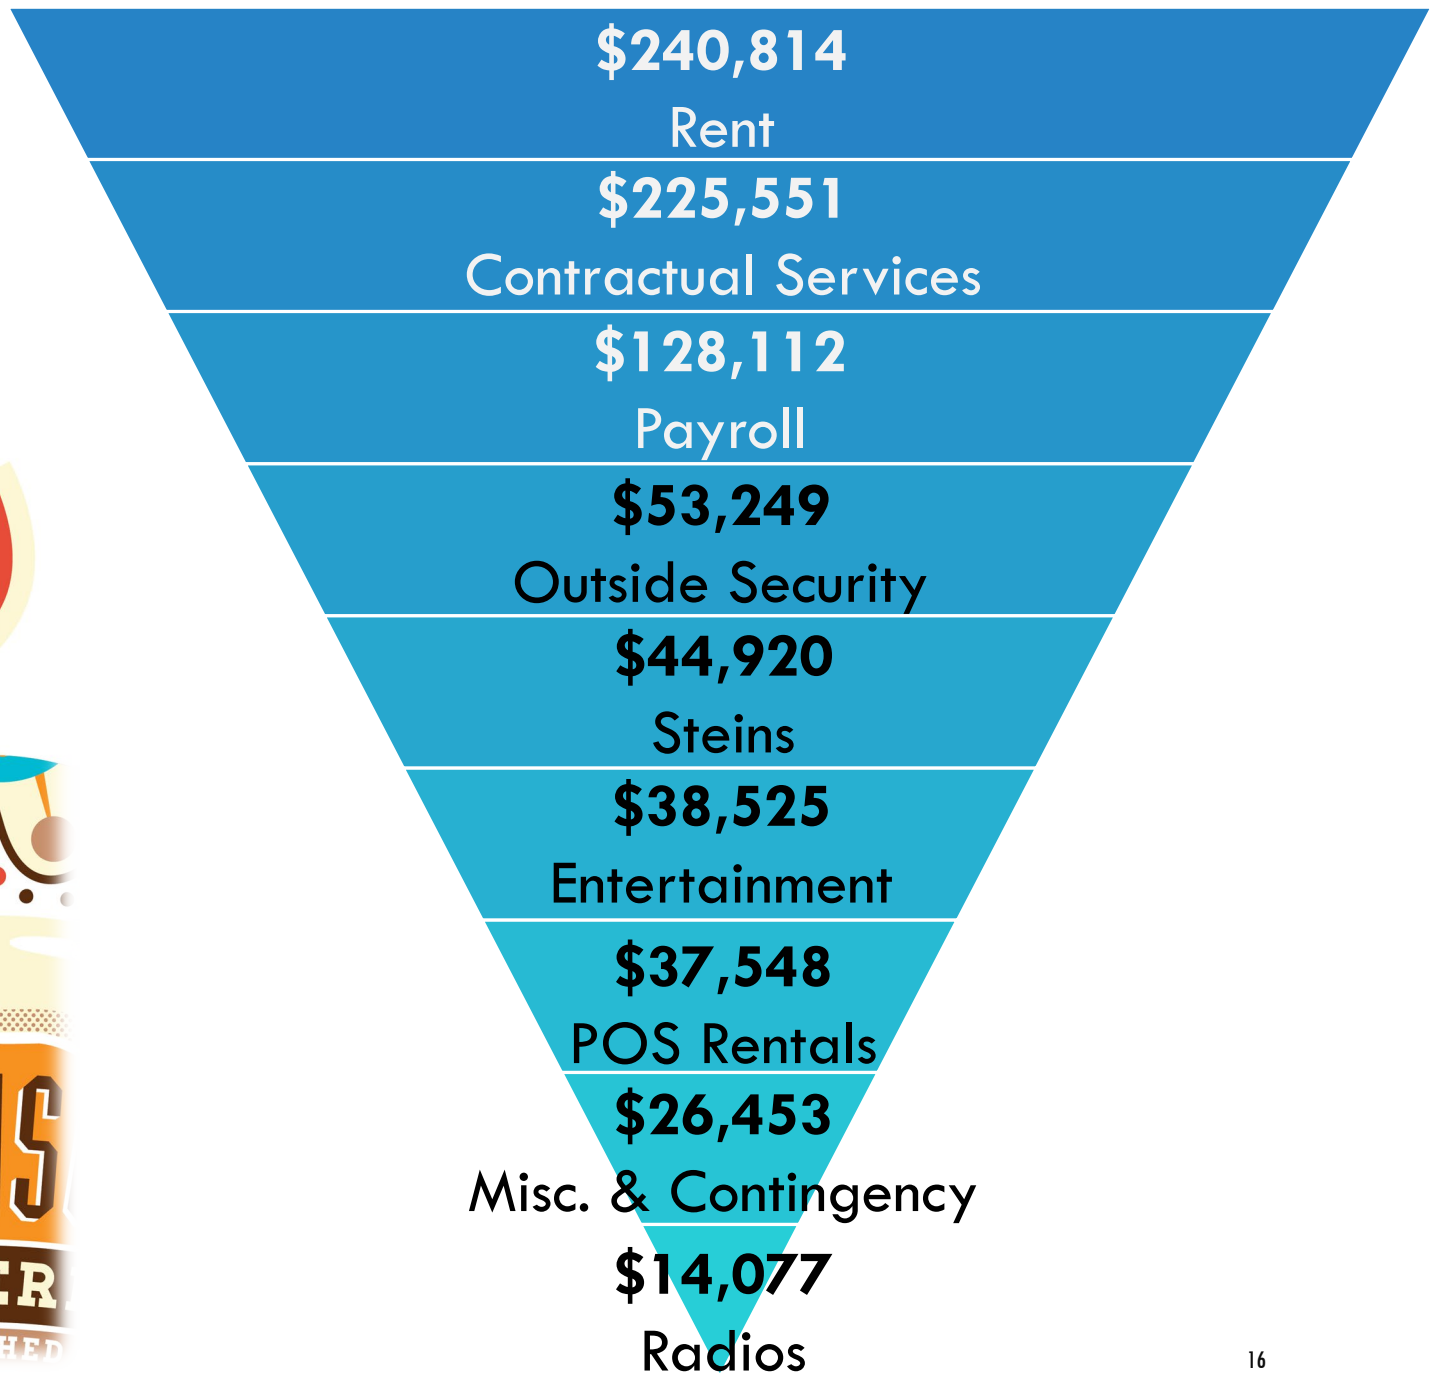 $240,814
Rent
$225,551
Contractual Services
$128,112
Payroll
$53,249
Outside Security
$44,920
Steins
$38,525
Entertainment
$37,548
POS Rentals
$26,453
Misc. & Contingency
$14,077
Radios
16